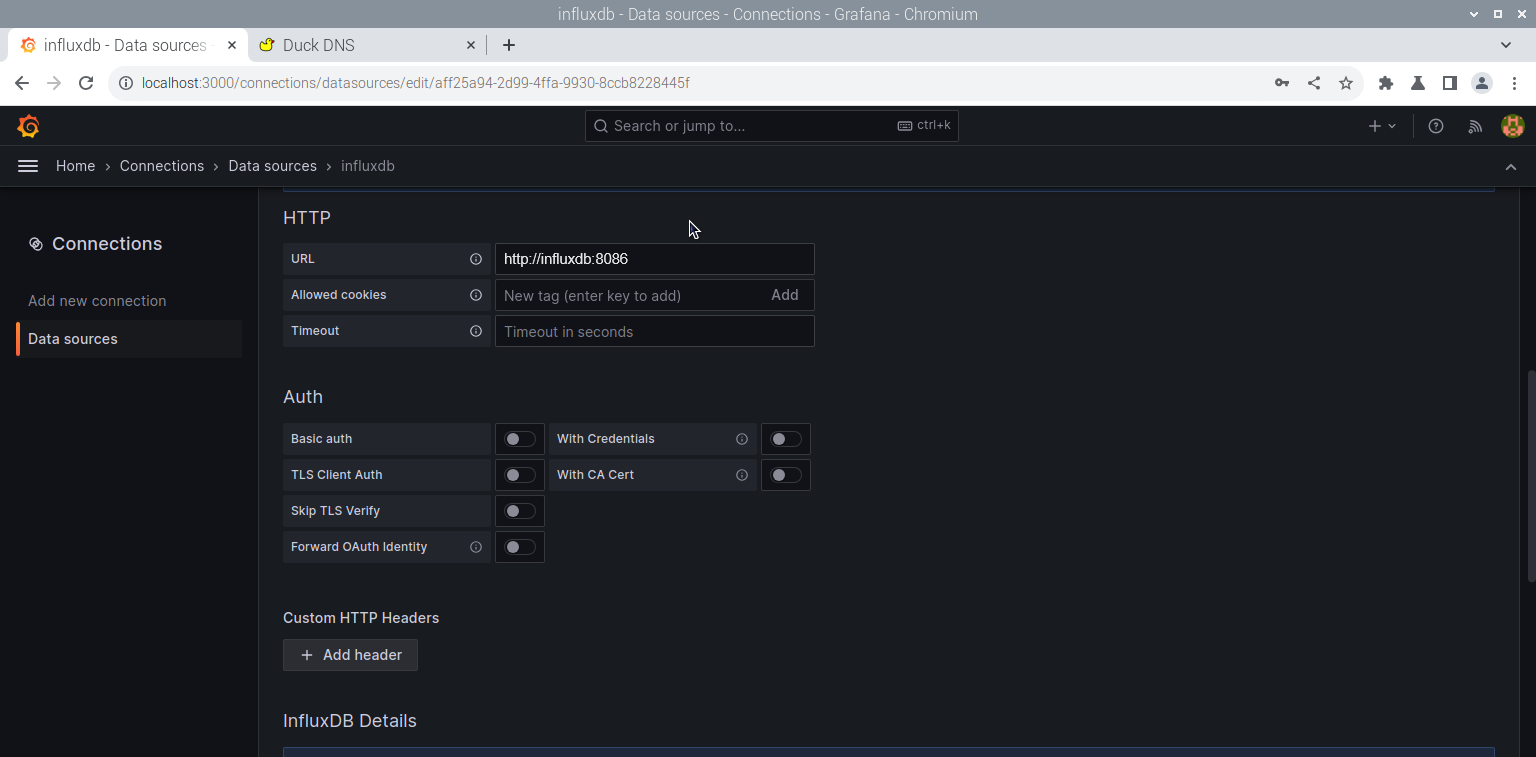 influxdb - Data sources - Connections - Grafana - Chromium
influxdb - Data sources -
Duck DNS
localhost:3000/connections/datasources/edit/aff25a94-2d99-4ffa-9930-8ccb8228445f
Search or jump to...
ctrl+k
Home › Connections › Data sources › influxdb
Connections
Add new connection
Data sources
HTTP
URL
http://influxdb:8086
Allowed cookies
New tag (enter key to add)
Add
Timeout
Timeout in seconds
Auth
Basic auth
With Credentials
TLS Client Auth
With CA Cert
Skip TLS Verify
Forward OAuth Identity
Custom HTTP Headers
+ Add header
InfluxDB Details